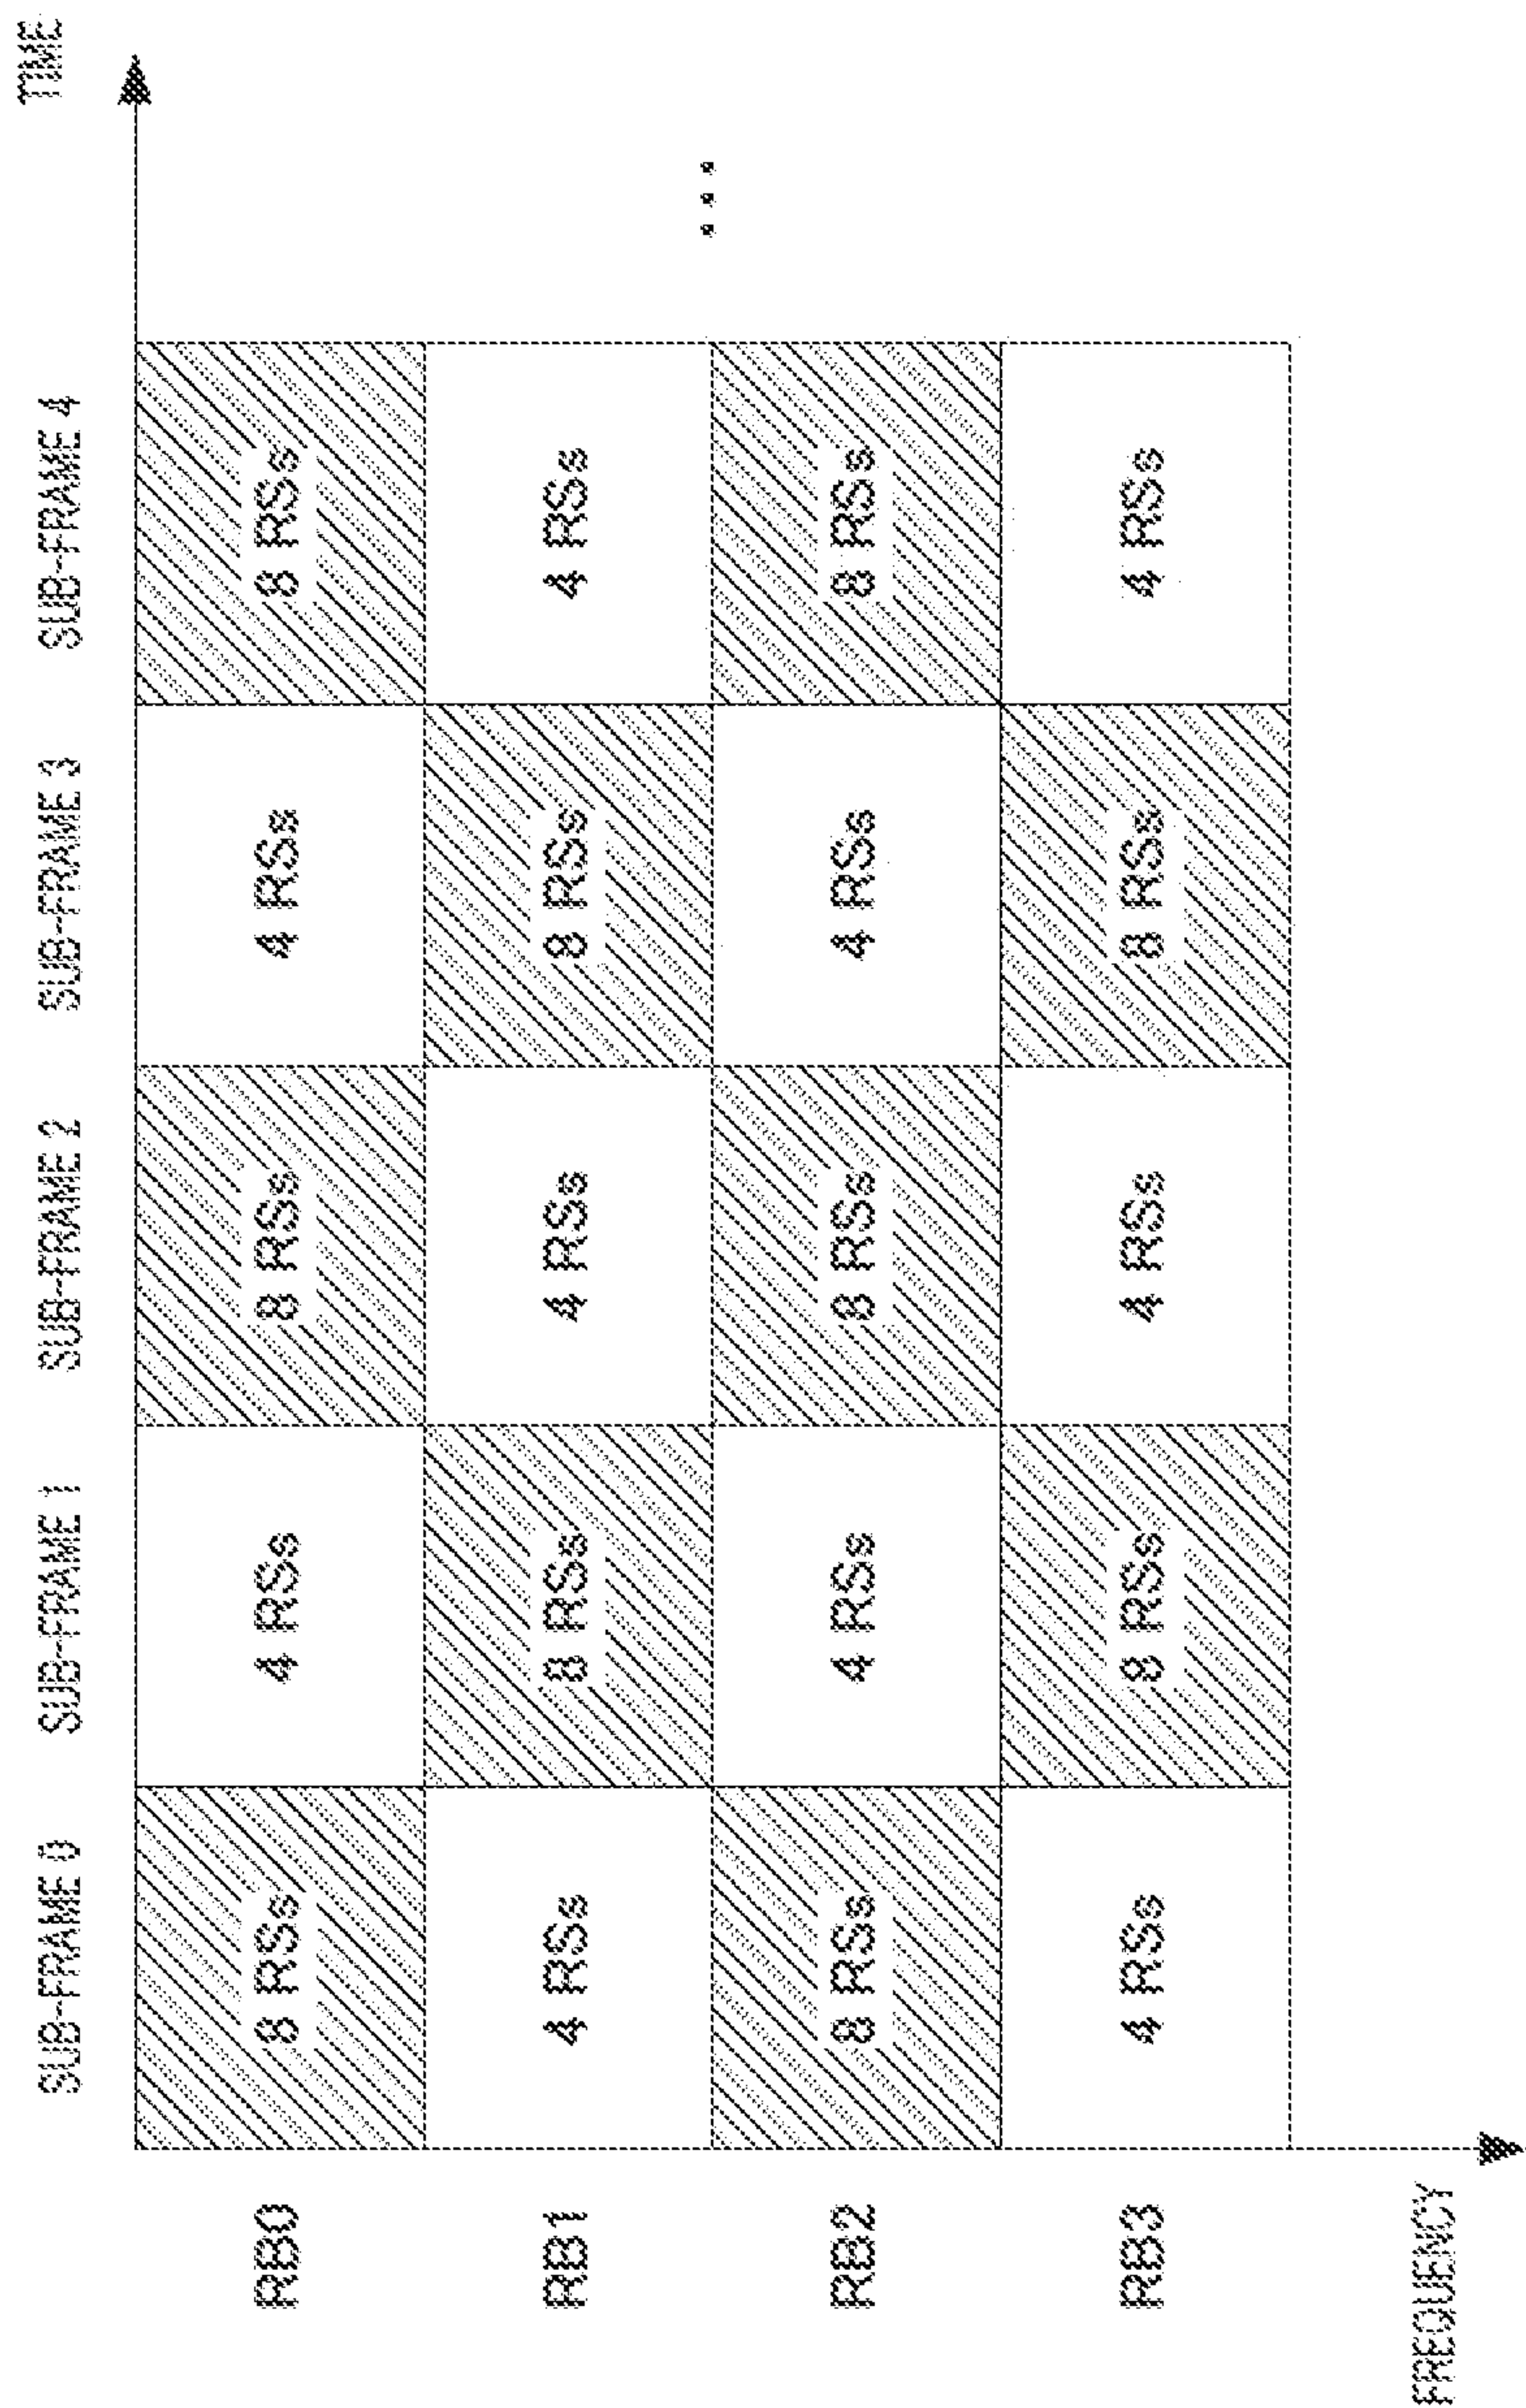 TIME
SUB-FRAME 0 SUB-FRAME 1 SUB-FRAME 2 SUB-FRAME 3 SUB-FRAME 4
RB0 8 RSs 4 RSs 8 RSs 4 RSs 8 RSs
RB1 4 RSs 8 RSs 4 RSs 8 RSs 4 RSs
...
RB2 8 RSs 4 RSs 8 RSs 4 RSs 8 RSs
RB3 4 RSs 8 RSs 4 RSs 8 RSs 4 RSs
FREQUENCY